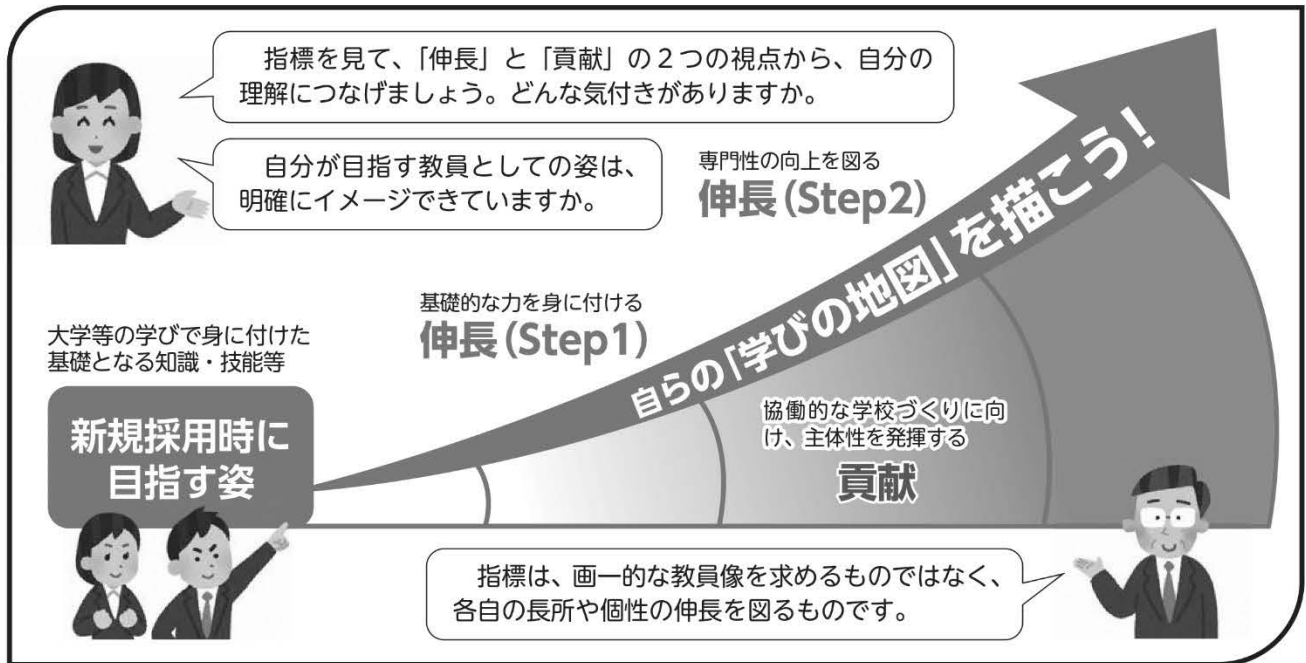 指標を見て、「伸長」と「貢献」の2つの視点から、自分の
理解につなげましょう。どんな気付きがありますか。
自分が目指す教員としての姿は、
明確にイメージできていますか。
専門性の向上を図る
伸長(Step2)
基礎的な力を身に付ける
伸長(Step1)
大学等の学びで身に付けた
基礎となる知識・技能等
新規採用時に
目指す姿
自らの「学びの地図」を描こう!
協働的な学校づくりに向
け、主体性を発揮する
貢献
指標は、画一的な教員像を求めるものではなく、
各自の長所や個性の伸長を図るものです。